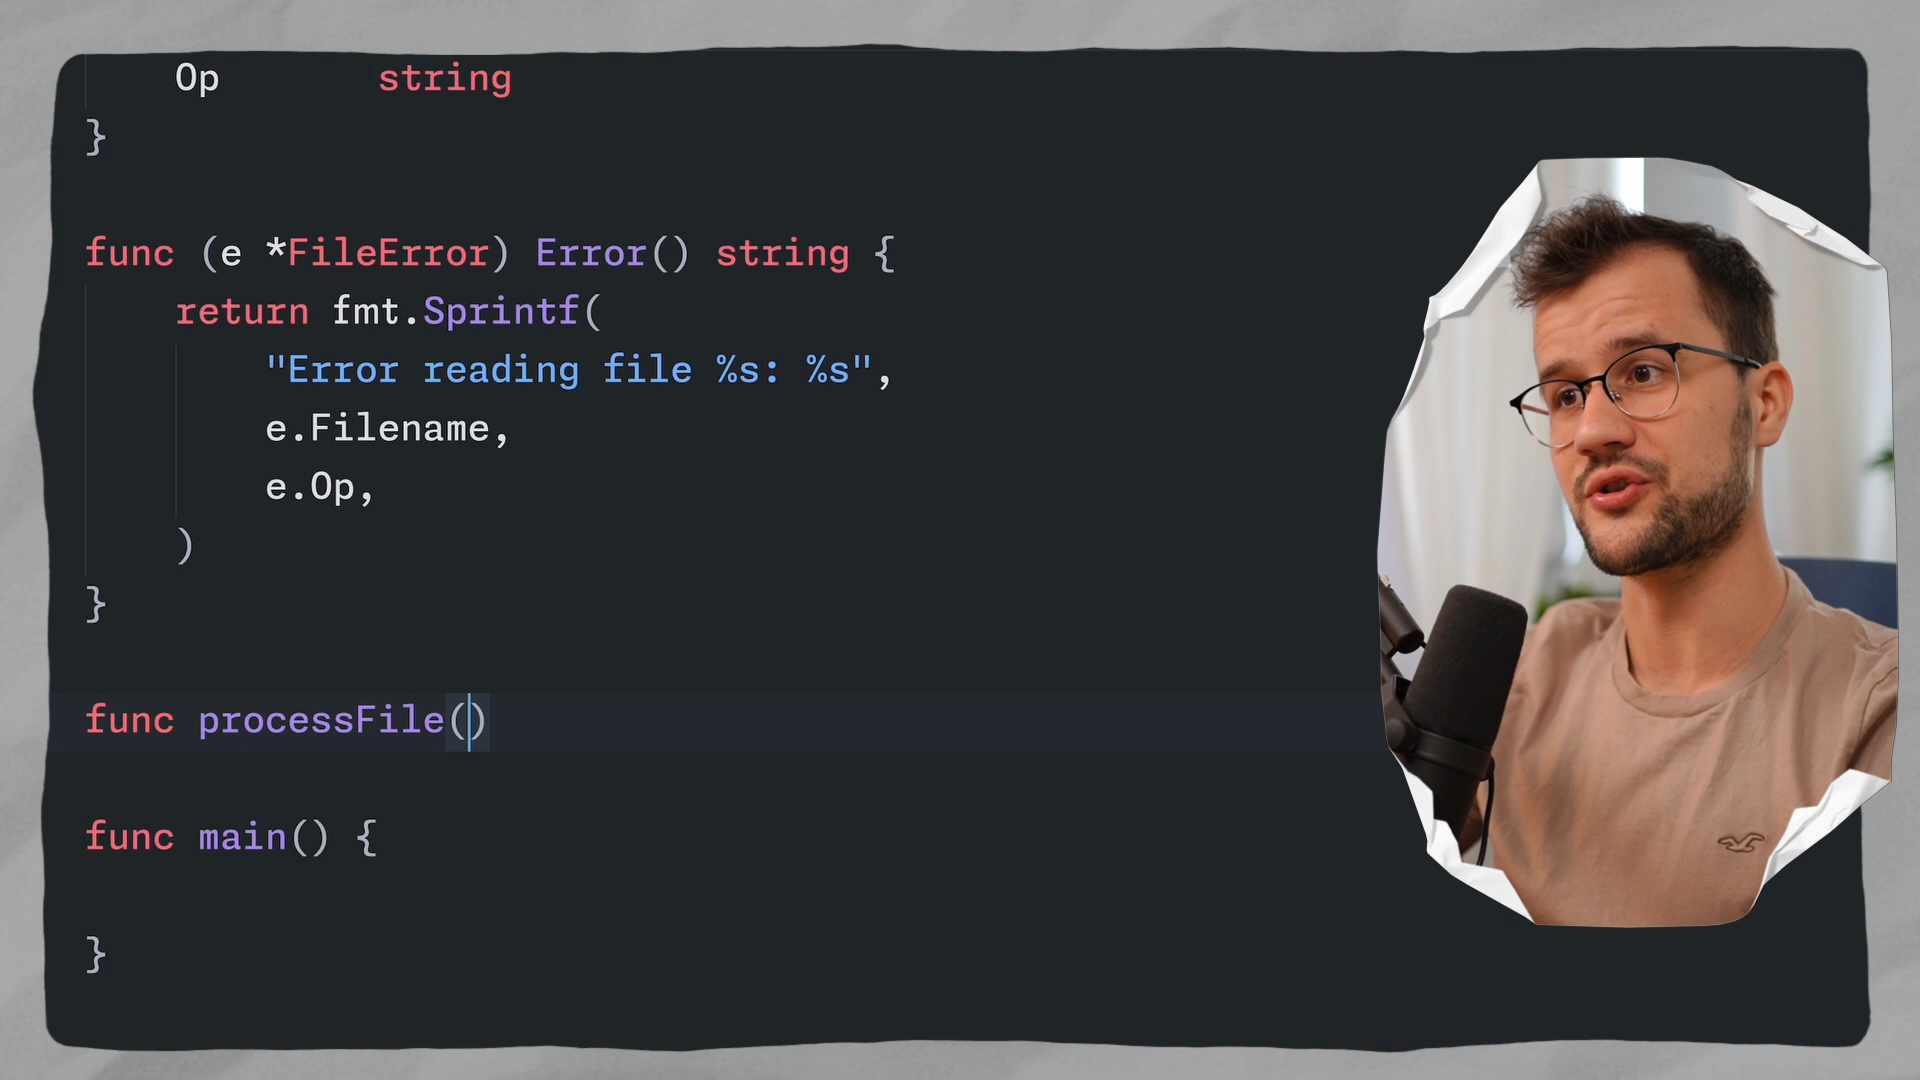 Op string
}
func (e *FileError) Error() string {
return fmt.Sprintf(
"Error reading file %s: %s",
e.Filename,
e.Op,
)
}
func processFile()
func main() {
}